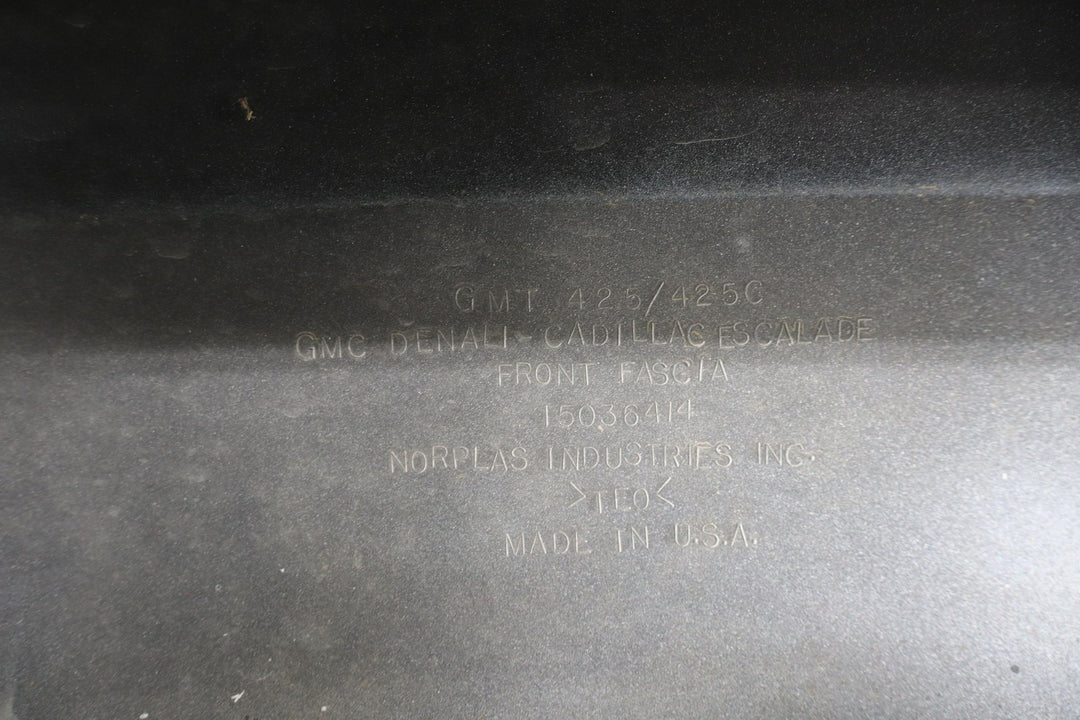 GMT 425/425C
GMC DENALI-CADILLAC ESCALADE
FRONT FASCIA
15036414
NORPLAS INDUSTRIES INC.
>TEO<
MADE IN U.S.A.